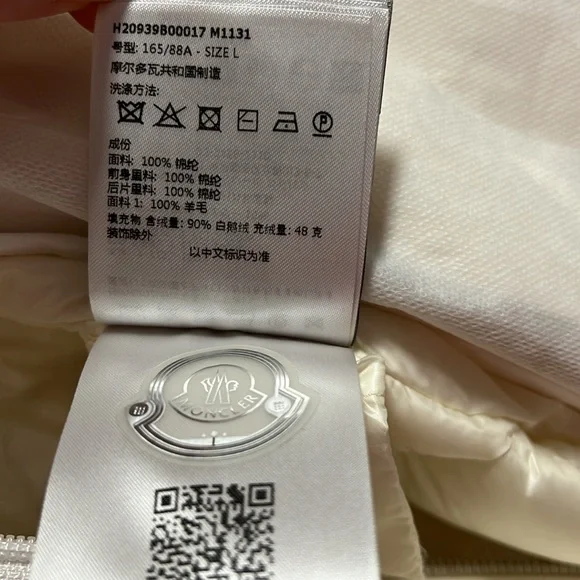 H20939B00017 M1131
号型: 165/88A - SIZE L
摩尔多瓦共和国制造
洗涤方法:
P
成份
面料: 100% 锦纶
前身里料: 100% 锦纶
后片里料: 100% 锦纶
面料 1: 100% 羊毛
填充物 含绒量: 90% 白鹅绒 充绒量: 48 克
装饰除外
以中文标识为准
MONCLER